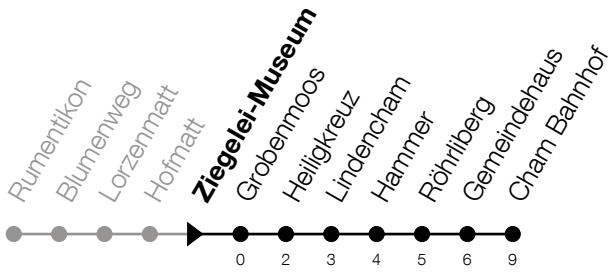 Rumentikon
Blumenweg
Lorzenmatt
Hofmatt
Ziegelei-Museum
Grobenmoos
Heiligkreuz
Lindencham
Hammer
Röhrliberg
Gemeindehaus
Cham Bahnhof
0 2 3 4 5 6 9